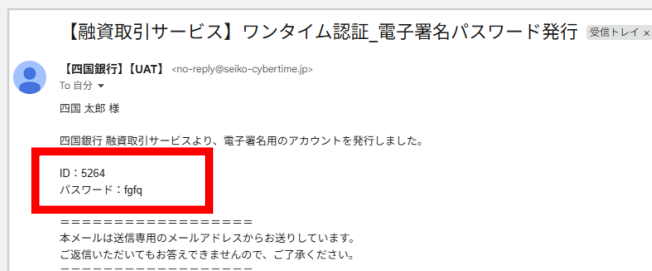 【融資取引サービス】ワンタイム認証_電子署名パスワード発行 受信トレイ ×
【四国銀行】【UAT】 <no-reply@seiko-cybertime.jp>
To 自分
四国 太郎 様
四国銀行 融資取引サービスより、電子署名用のアカウントを発行しました。
ID：5264
パスワード：fgfq
＝＝＝＝＝＝＝＝＝＝＝＝＝＝＝＝＝＝
本メールは送信専用のメールアドレスからお送りしています。
ご返信いただいてもお答えできませんので、ご了承ください。
＝＝＝＝＝＝＝＝＝＝＝＝＝＝＝＝＝＝